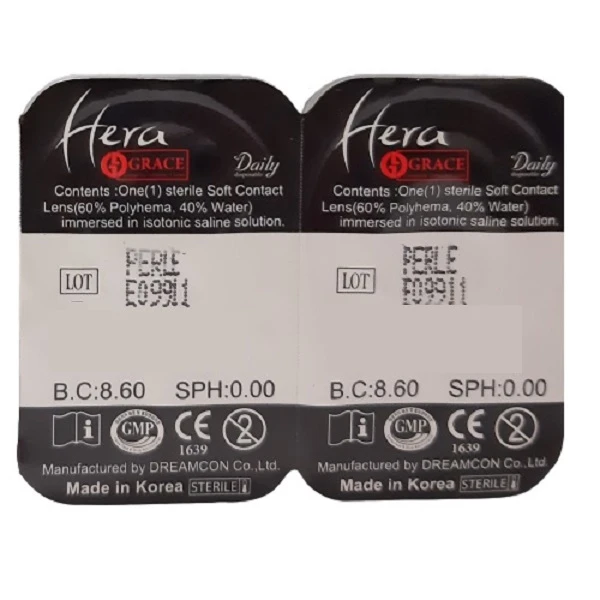 Hera
GRACE
Daily
disposable
Contents :One(1) sterile Soft Contact
Lens(60% Polyhema, 40% Water)
immersed in isotonic saline solution.
LOT
PERLE
E09911
B.C:8.60 SPH:0.00
GMP
CE
1639
2
Manufactured by DREAMCON Co.,Ltd.
Made in Korea STERILE
Hera
GRACE
Daily
disposable
Contents :One(1) sterile Soft Contact
Lens(60% Polyhema, 40% Water)
immersed in isotonic saline solution.
LOT
PERLE
E09911
B.C:8.60 SPH:0.00
GMP
CE
1639
2
Manufactured by DREAMCON Co.,Ltd.
Made in Korea STERILE